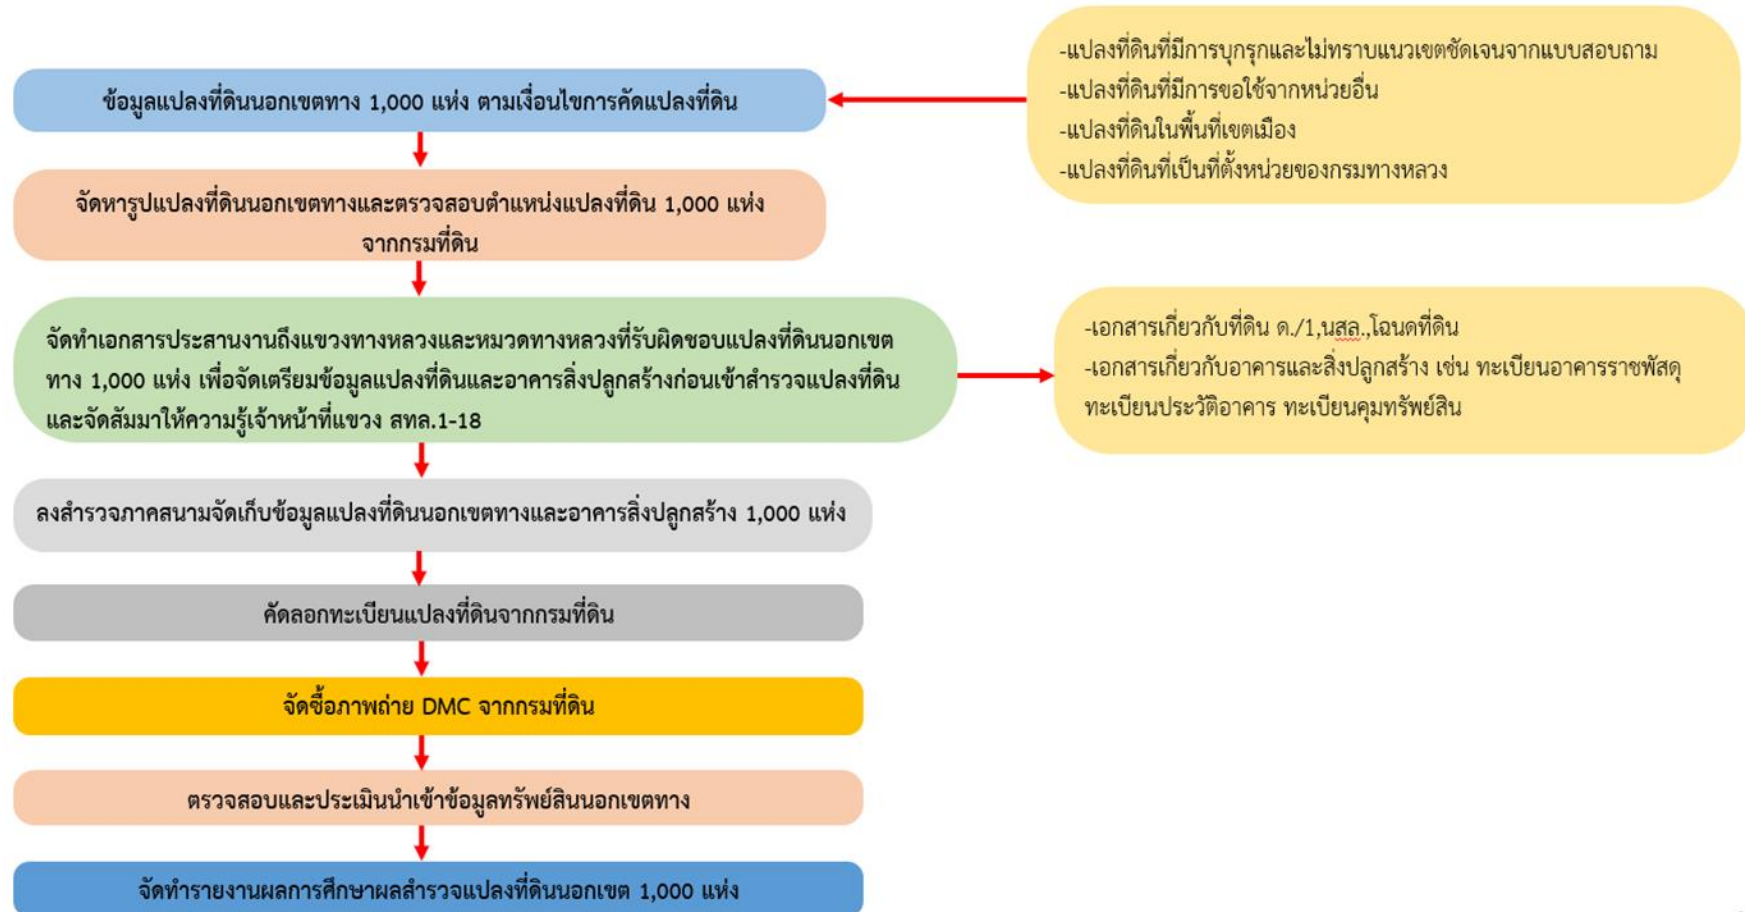 ข้อมูลแปลงที่ดินนอกเขตทาง 1,000 แห่ง ตามเงื่อนไขการคัดแปลงที่ดิน
-แปลงที่ดินที่มีการบุกรุกและไม่ทราบแนวเขตชัดเจนจากแบบสอบถาม
-แปลงที่ดินที่มีการขอใช้จากหน่วยอื่น
-แปลงที่ดินในพื้นที่เขตเมือง
-แปลงที่ดินที่เป็นที่ตั้งหน่วยของกรมทางหลวง
จัดหารูปแปลงที่ดินนอกเขตทางและตรวจสอบตำแหน่งแปลงที่ดิน 1,000 แห่ง
จากกรมที่ดิน
จัดทำเอกสารประสานงานถึงแขวงทางหลวงและหมวดทางหลวงที่รับผิดชอบแปลงที่ดินนอกเขต
ทาง 1,000 แห่ง เพื่อจัดเตรียมข้อมูลแปลงที่ดินและอาคารสิ่งปลูกสร้างก่อนเข้าสำรวจแปลงที่ดิน
และจัดสัมมาให้ความรู้เจ้าหน้าที่แขวง สทล.1-18
-เอกสารเกี่ยวกับที่ดิน ด./1,นสล.,โฉนดที่ดิน
-เอกสารเกี่ยวกับอาคารและสิ่งปลูกสร้าง เช่น ทะเบียนอาคารราชพัสดุ
ทะเบียนประวัติอาคาร ทะเบียนคุมทรัพย์สิน
ลงสำรวจภาคสนามจัดเก็บข้อมูลแปลงที่ดินนอกเขตทางและอาคารสิ่งปลูกสร้าง 1,000 แห่ง
คัดลอกทะเบียนแปลงที่ดินจากกรมที่ดิน
จัดซื้อภาพถ่าย DMC จากกรมที่ดิน
ตรวจสอบและประเมินนำเข้าข้อมูลทรัพย์สินนอกเขตทาง
จัดทำรายงานผลการศึกษาผลสำรวจแปลงที่ดินนอกเขต 1,000 แห่ง